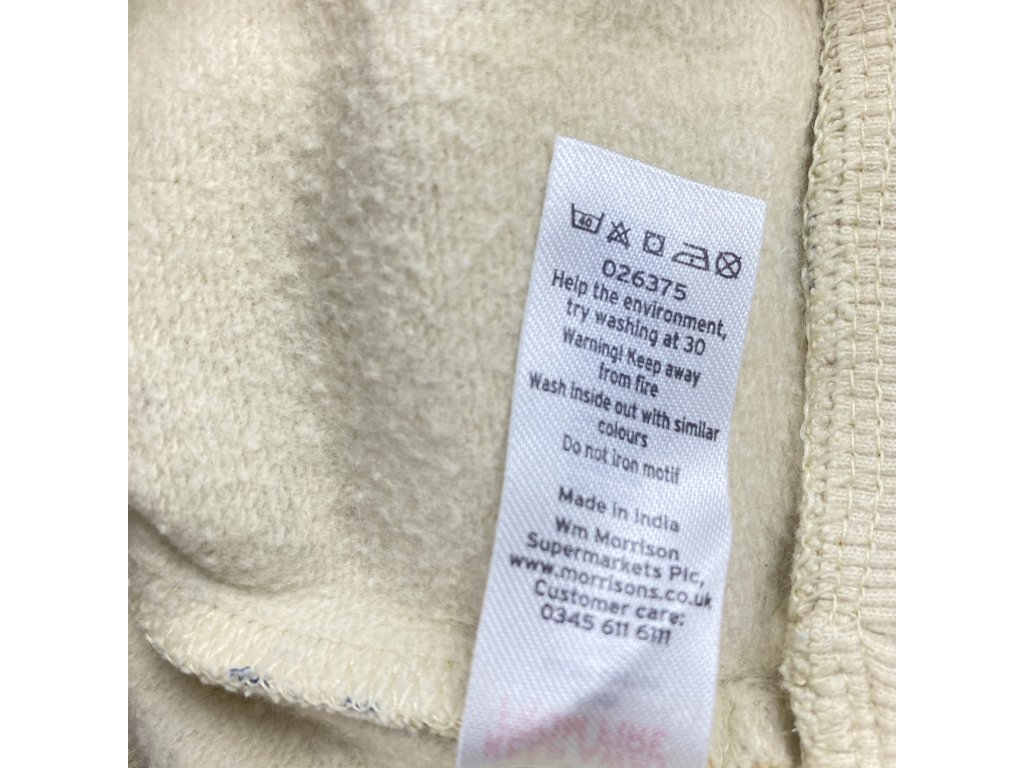 40
026375
Help the environment,
try washing at 30
Warning! Keep away
from fire
Wash inside out with similar
colours
Do not iron motif
Made in India
Wm Morrison
Supermarkets Plc,
www.morrisons.co.uk
Customer care:
0345 611 6111